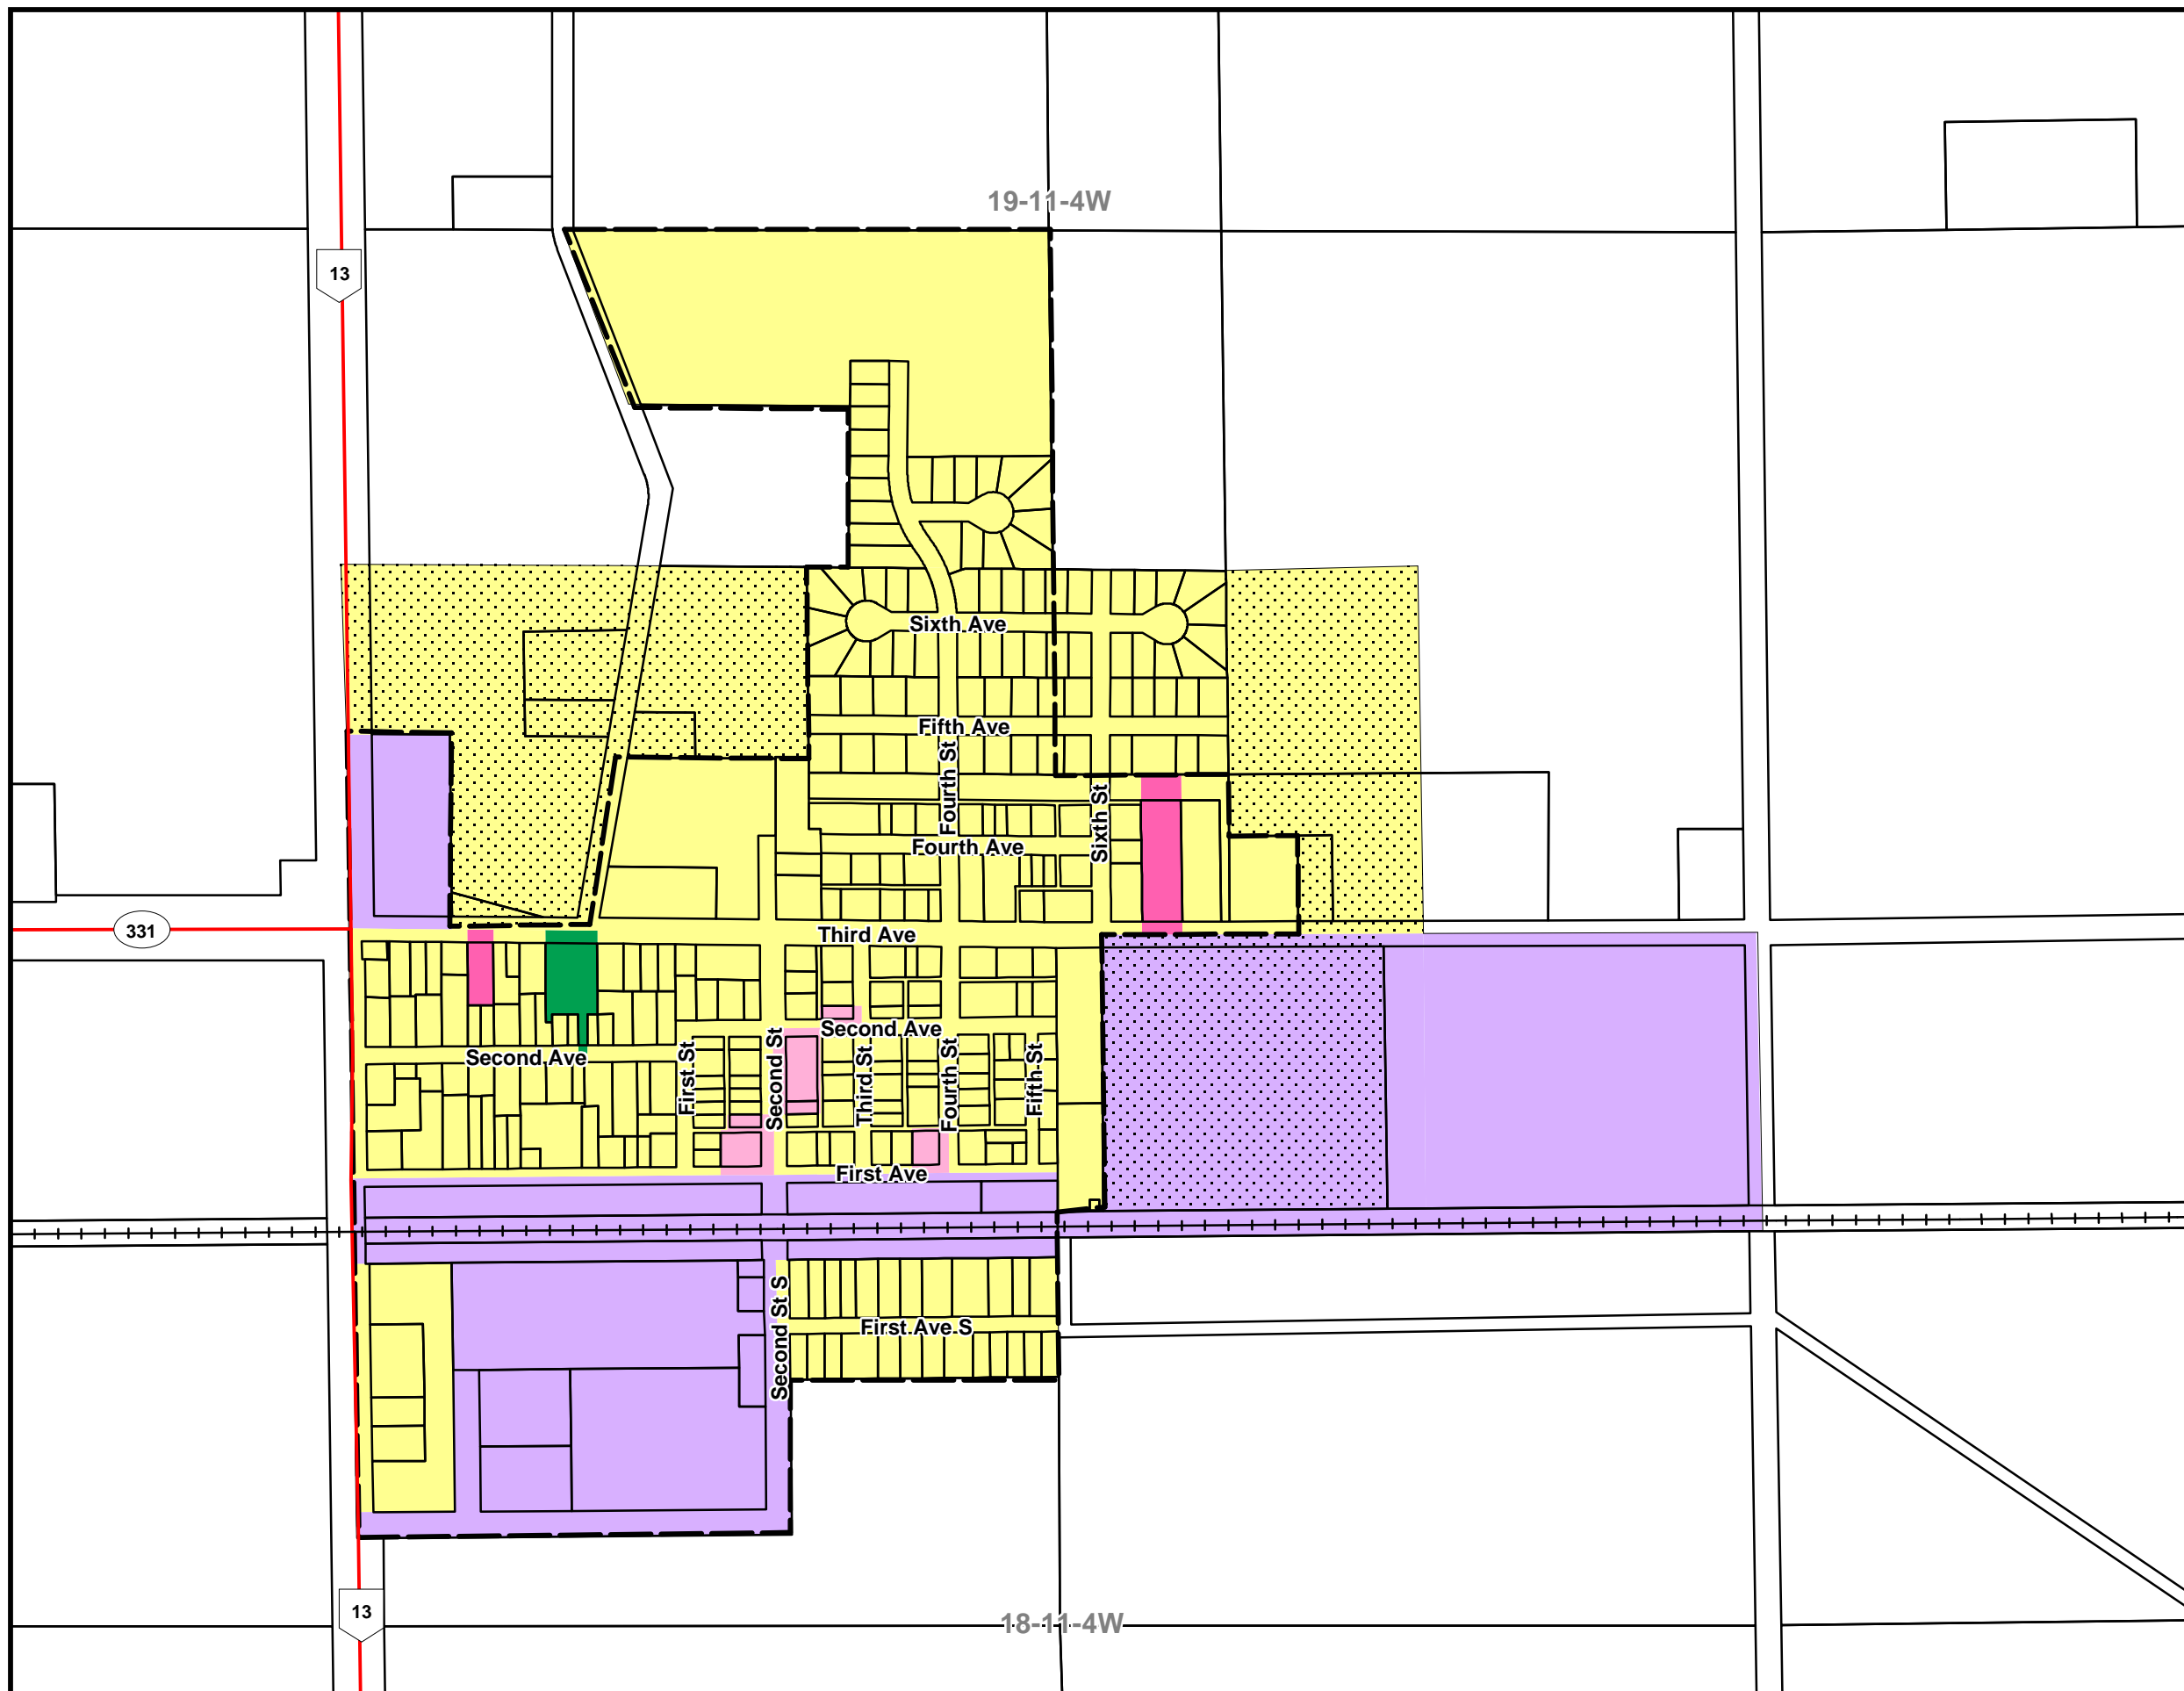 19-11-4W
13
Sixth Ave
Fifth Ave
Fourth St
Sixth St
Fourth Ave
331
Third Ave
Second Ave
Second Ave
First St
Second St
Third St
Fourth St
Fifth St
First Ave
Second St S
First Ave S
13
18-11-4W